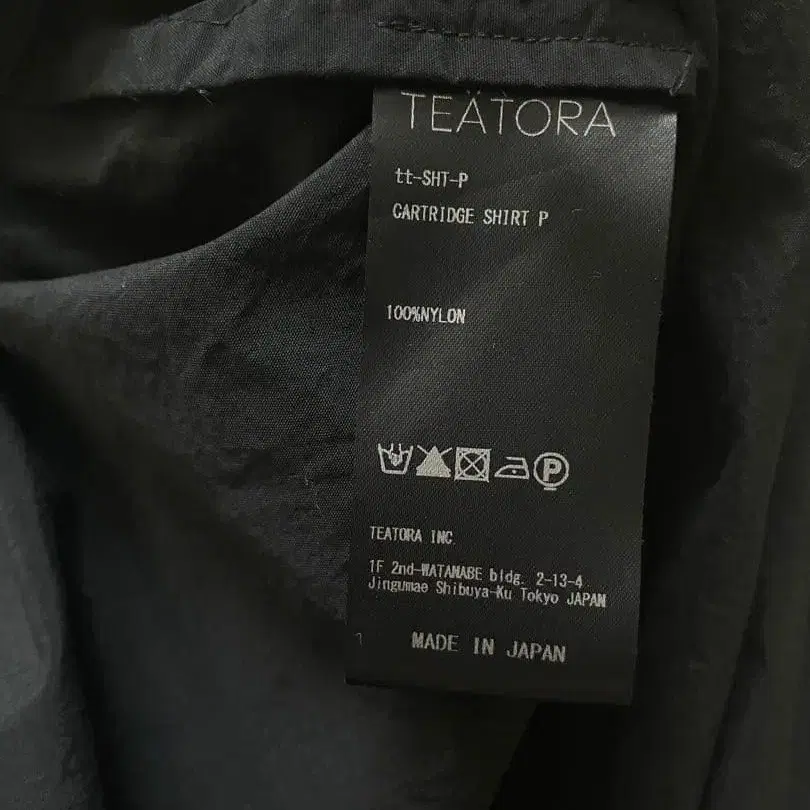 TEÄTORA
tt-SHT-P
CARTRIDGE SHIRT P
100%NYLON
P
TEATORA INC
1F 2nd-WATANABE bldg. 2-13-4
Jingumae Shibuya-Ku Tokyo JAPAN
MADE IN JAPAN